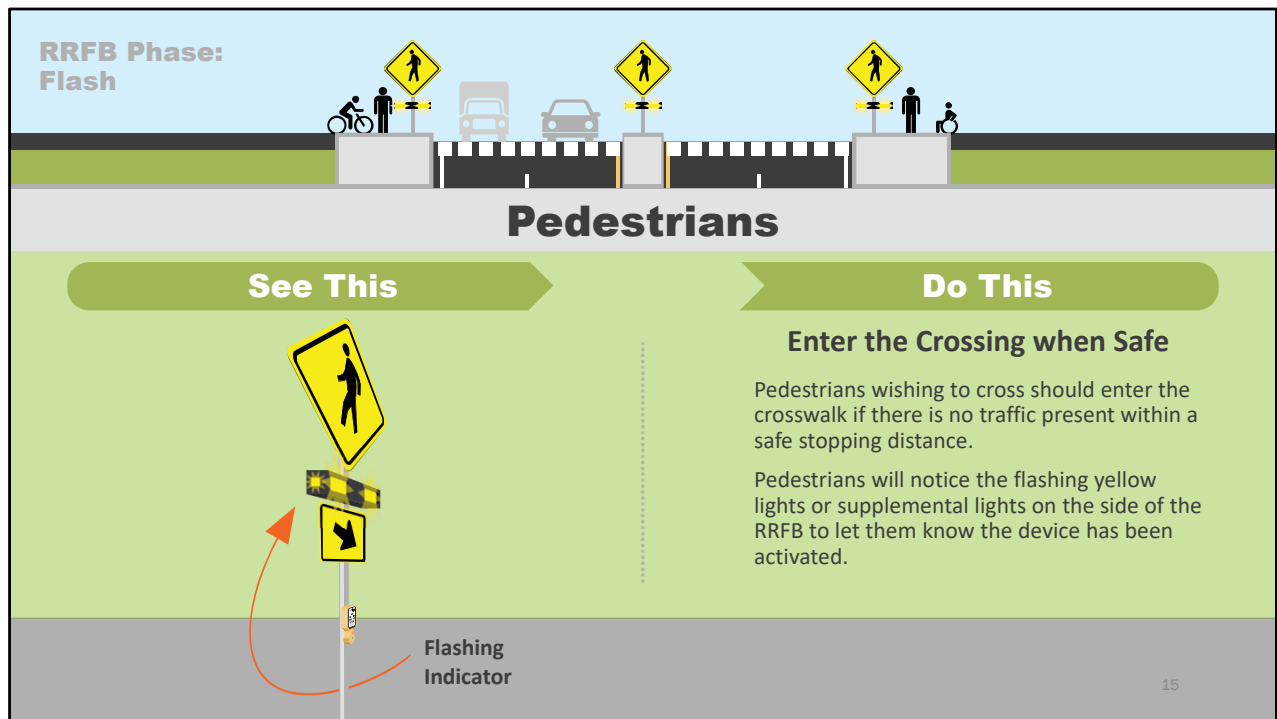 RRFB Phase:
Flash
Pedestrians
See This
Do This
Enter the Crossing when Safe
Pedestrians wishing to cross should enter the
crosswalk if there is no traffic present within a
safe stopping distance.
Pedestrians will notice the flashing yellow
lights or supplemental lights on the side of the
RRFB to let them know the device has been
activated.
Flashing
Indicator
15